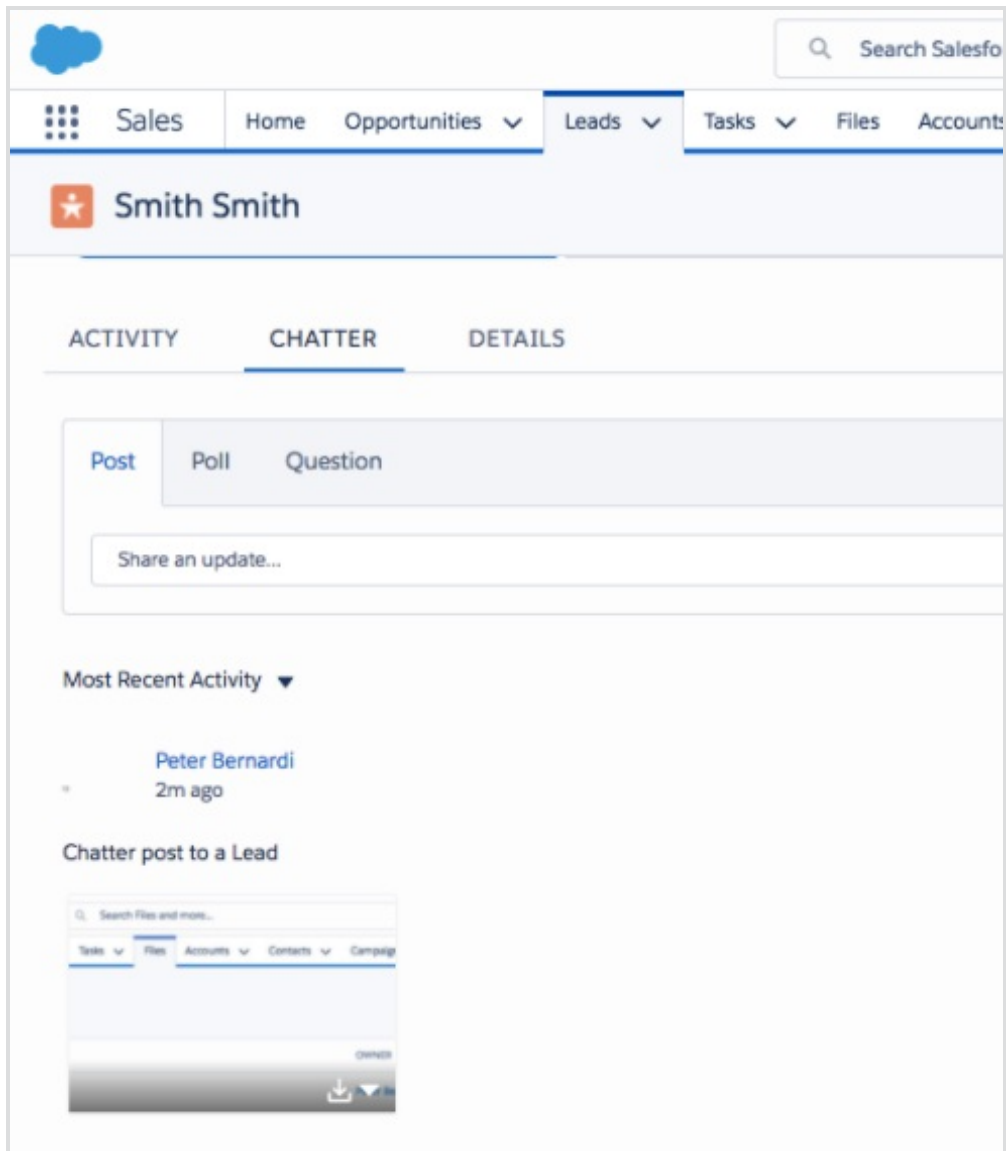 Search Salesfo
Sales Home Opportunities Leads Tasks Files Accounts
Smith Smith
ACTIVITY CHATTER DETAILS
Post Poll Question
Share an update...
Most Recent Activity
Peter Bernardi
2m ago
Chatter post to a Lead
Search Files and more...
Tasks Files Accounts Contacts Campaign
OWNER